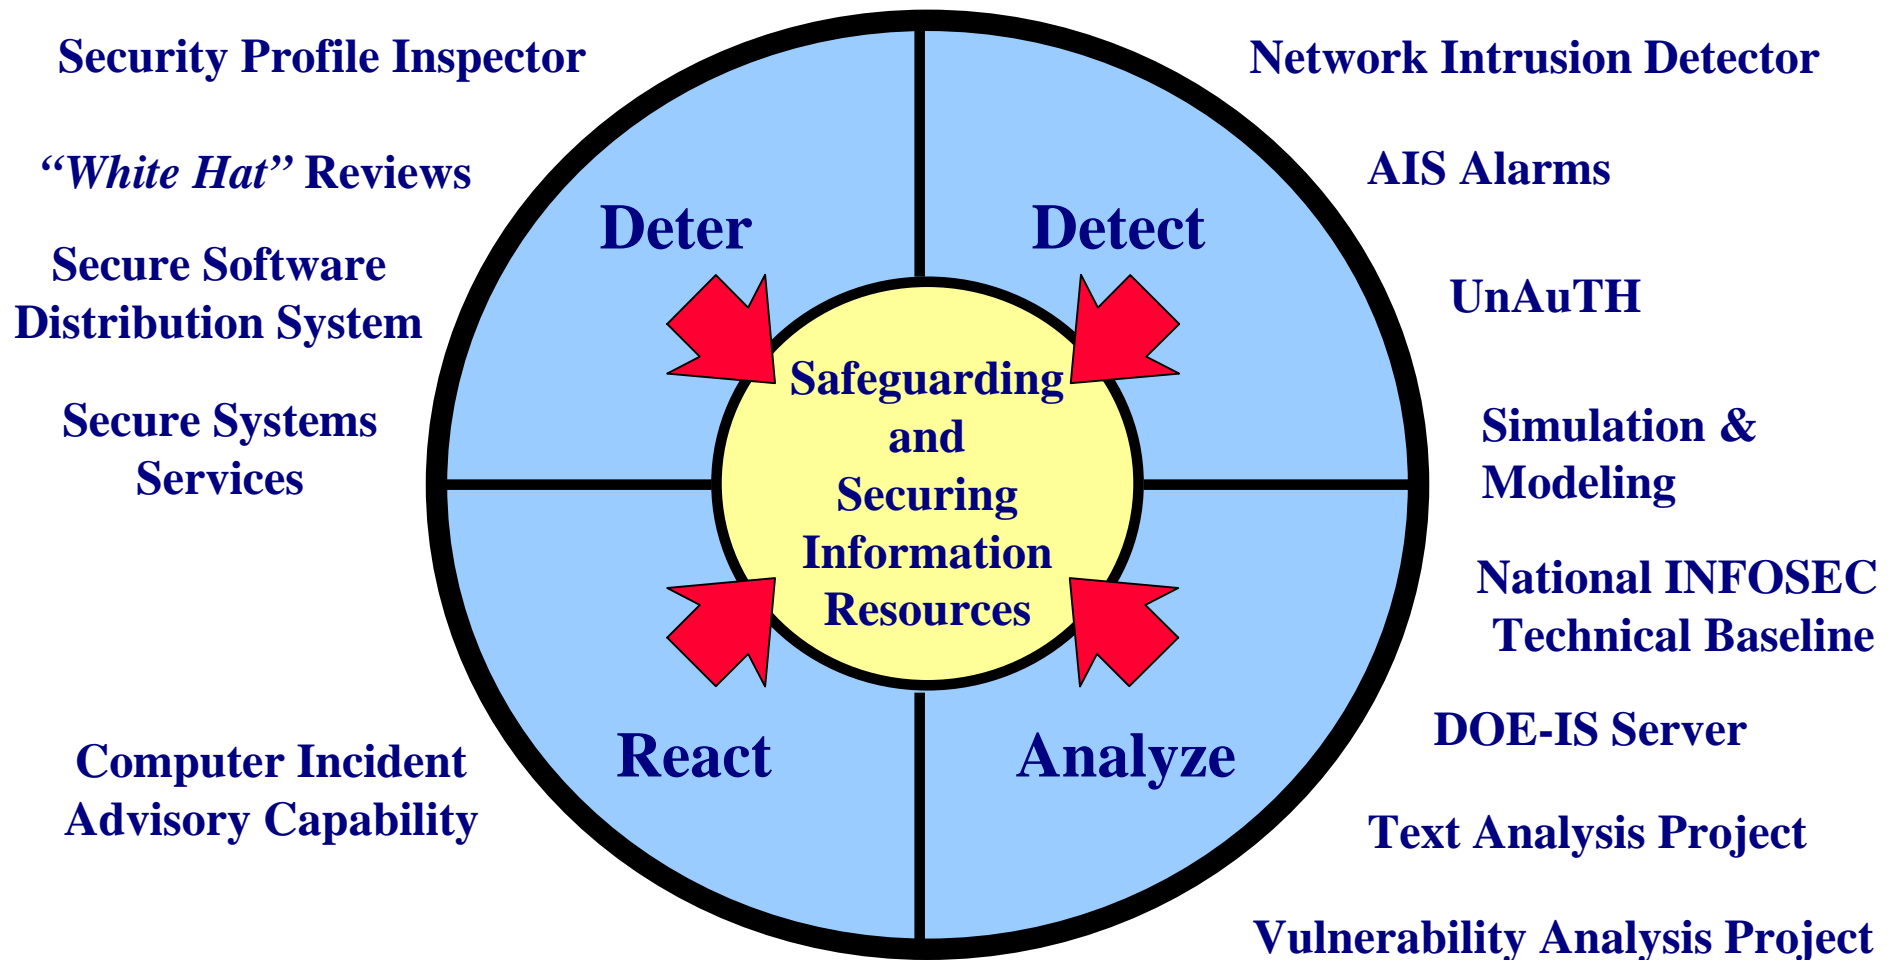 Security Profile Inspector
“White Hat” Reviews
Secure Software
Distribution System
Secure Systems
Services
Computer Incident
Advisory Capability
Deter
Detect
Safeguarding
and
Securing
Information
Resources
React
Analyze
Network Intrusion Detector
AIS Alarms
UnAuTH
Simulation &
Modeling
National INFOSEC
Technical Baseline
DOE-IS Server
Text Analysis Project
Vulnerability Analysis Project